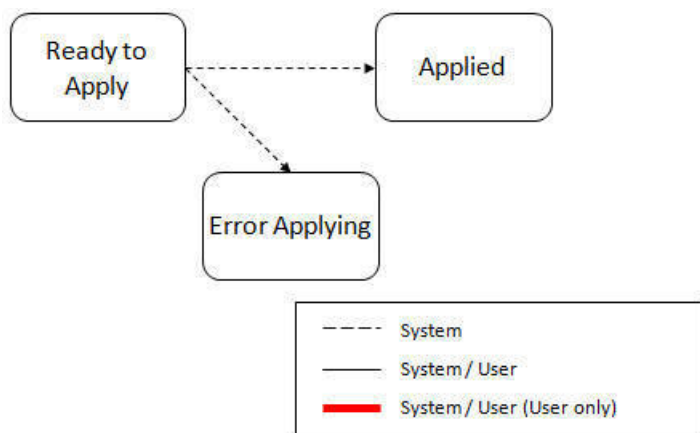 Ready to
Apply
Applied
Error Applying
System
System / User
System / User (User only)